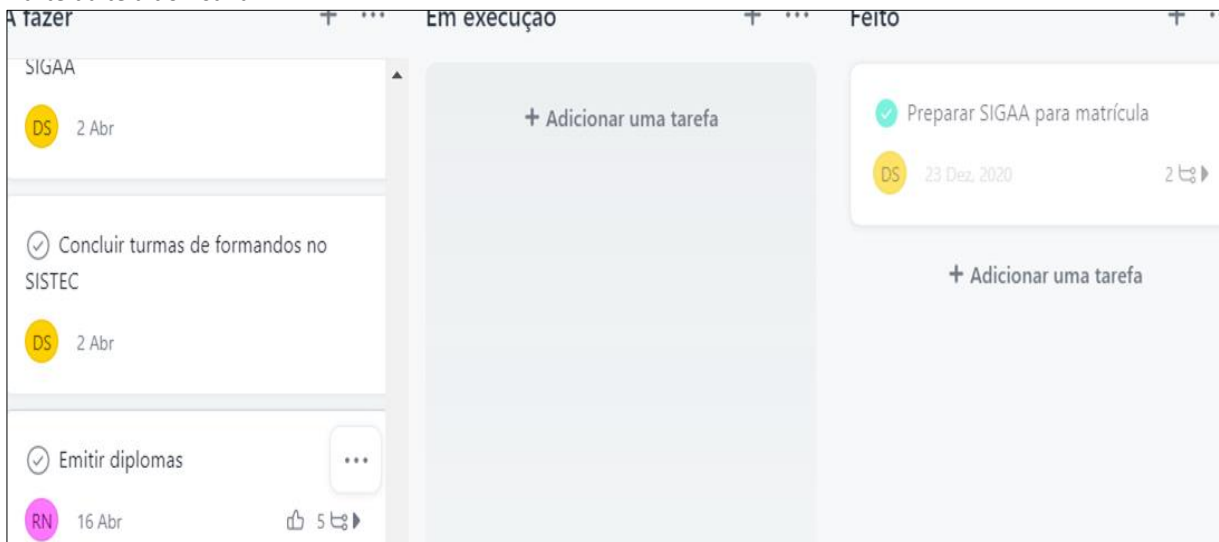 A fazer
SIGAA
DS 2 Abr
Concluir turmas de formandos no
SISTEC
DS 2 Abr
Emitir diplomas
RN 16 Abr 5
Em execução
+ Adicionar uma tarefa
Feito
Preparar SIGAA para matrícula
DS 23 Dez, 2020 2
+ Adicionar uma tarefa